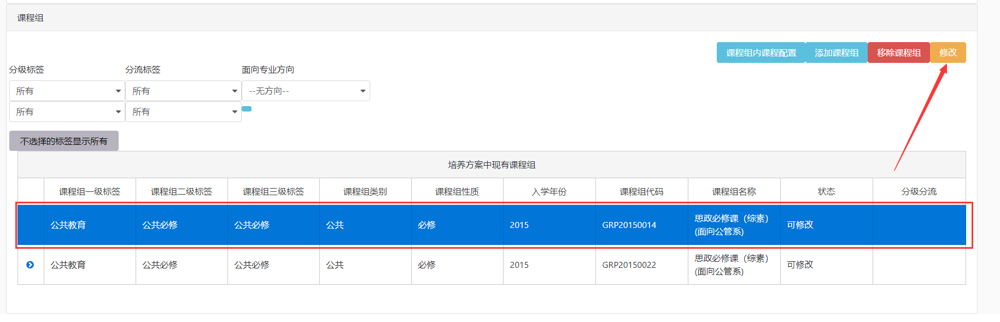 课程组
课程组内课程配置 添加课程组 移除课程组 修改
分级标签 分流标签 面向专业方向
所有 所有 --无方向--
所有 所有
不选择的标签显示所有
培养方案中现有课程组
课程组一级标签 课程组二级标签 课程组三级标签 课程组类别 课程组性质 入学年份 课程组代码 课程组名称 状态 分级分流
公共教育 公共必修 公共必修 公共 必修 2015 GRP20150014 思政必修课（综素） 可修改
(面向公管系)
公共教育 公共必修 公共必修 公共 必修 2015 GRP20150022 思政必修课（综素） 可修改
(面向公管系)